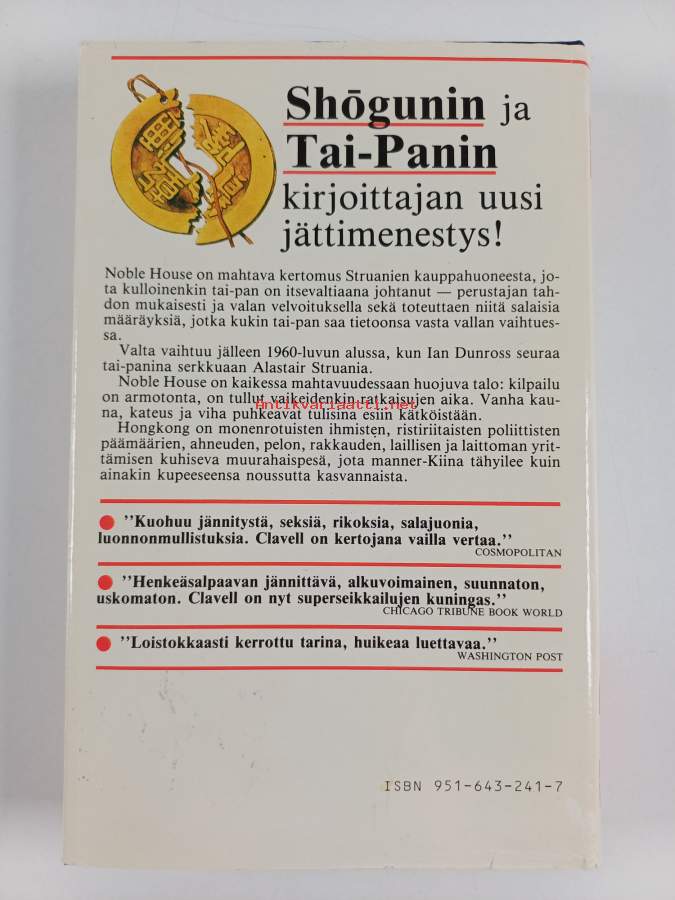 Shōgunin ja
Tai-Panin
kirjoittajan uusi
jättimenestys!
Noble House on mahtava kertomus Struanien kauppahuoneesta, jo-
ta kulloinenkin tai-pan on itsevaltiaana johtanut — perustajan tah-
don mukaisesti ja valan velvoituksella sekä toteuttaen niitä salaisia
määräyksiä, jotka kukin tai-pan saa tietoonsa vasta vallan vaihtues-
sa.
Valta vaihtuu jälleen 1960-luvun alussa, kun Ian Dunross seuraa
tai-panina serkkuaan Alastair Struania.
Noble House on kaikessa mahtavuudessaan huojuva talo: kilpailu
on armotonta, on tullut vaikeidenkin ratkaisujen aika. Vanha kau-
Antikvariaatti.net
na, kateus ja viha puhkeavat tulisina esiin kätköistään.
Hongkong on monenrotuisten ihmisten, ristiriitaisten poliittisten
päämäärien, ahneuden, pelon, rakkauden, laillisen ja laittoman yrit-
tämisen kuhiseva muurahaispesä, jota manner-Kiina tähyilee kuin
ainakin kupeeseensa noussutta kasvannaista.
● ”Kuohuu jännitystä, seksiä, rikoksia, salajuonia,
luonnonmullistuksia. Clavell on kertojana vailla vertaa.”
COSMOPOLITAN
● ”Henkeäsalpaavan jännittävä, alkuvoimainen, suunnaton,
uskomaton. Clavell on nyt superseikkailujen kuningas.”
CHICAGO TRIBUNE BOOK WORLD
● ”Loistokkaasti kerrottu tarina, huikeaa luettavaa.”
WASHINGTON POST
ISBN 951-643-241-7